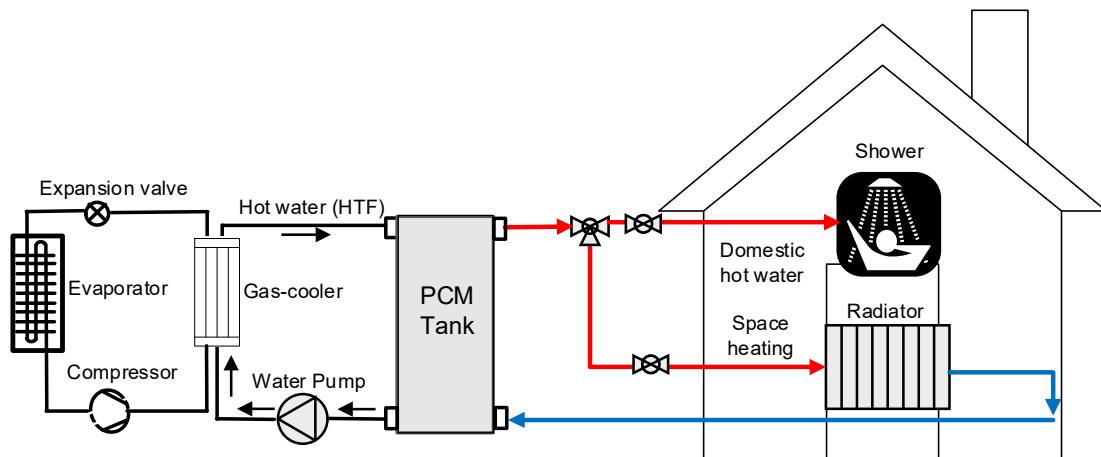 Shower
Expansion valve
Hot water (HTF)
Domestic
hot water
Evaporator
Gas-cooler
PCM
Tank
Radiator
Space
heating
Compressor
Water Pump